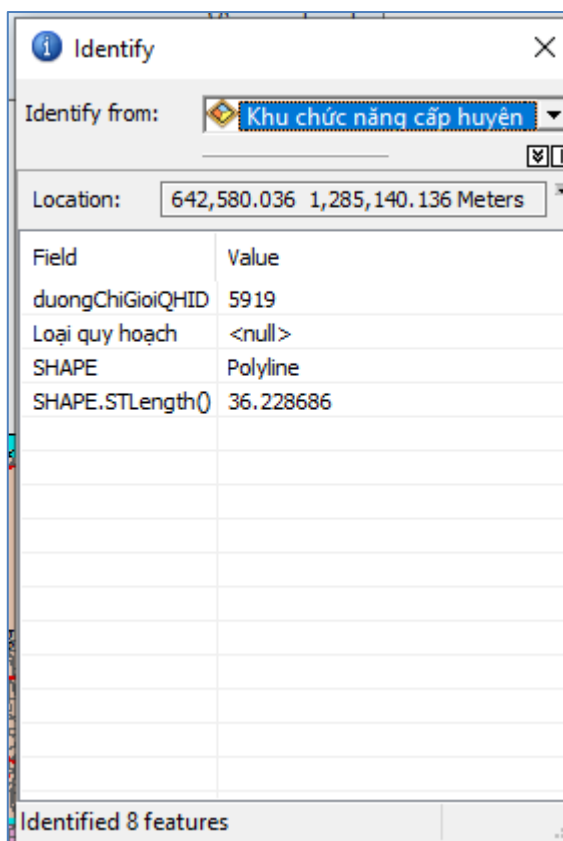 Identify
Identify from: Khu chức năng cấp huyện
Location: 642,580.036 1,285,140.136 Meters
Field Value
duongChiGioiQHID 5919
Loại quy hoạch <null>
SHAPE Polyline
SHAPE.STLength() 36.228686
Identified 8 features